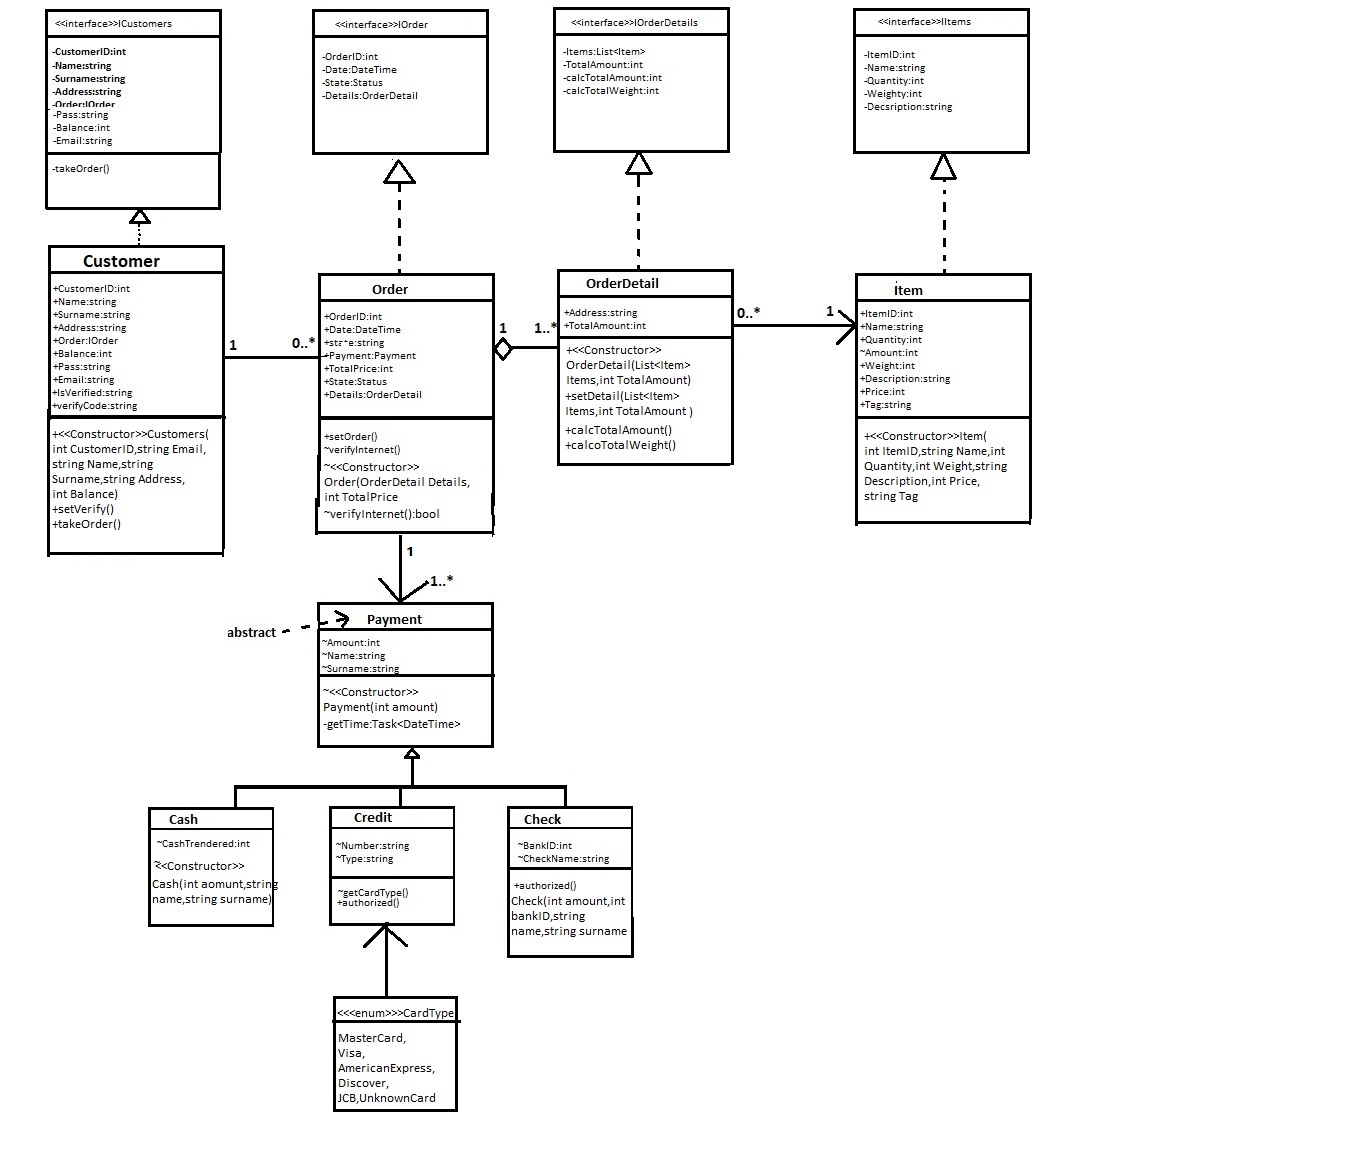 <<interface>>ICustomers
-CustomerID:int
-Name:string
-Surname:string
-Address:string
-Order:IOrder
-Pass:string
-Balance:int
-Email:string
-takeOrder()
<<interface>>IOrder
-OrderID:int
-Date:DateTime
-State:Status
-Details:OrderDetail
<<interface>>IOrderDetails
-Items:List<Item>
-TotalAmount:int
-calcTotalAmount:int
-calcTotalWeight:int
<<interface>>IItems
-ItemID:int
-Name:string
-Quantity:int
-Weighty:int
-Decsription:string
Customer
+CustomerID:int
+Name:string
+Surname:string
+Address:string
+Order:IOrder
+Balance:int
+Pass:string
+Email:string
+IsVerified:string
+verifyCode:string
+<<Constructor>>Customers(
int CustomerID,string Email,
string Name,string
Surname,string Address,
int Balance)
+setVerify()
+takeOrder()
1
0..*
Order
+OrderID:int
+Date:DateTime
+Payment:Payment
+TotalPrice:int
+State:Status
+Details:OrderDetail
+setOrder()
~verifyInternet()
~<<Constructor>>
Order(OrderDetail Details,
int TotalPrice
~verifyInternet():bool
1
1..*
OrderDetail
+Address:string
+TotalAmount:int
+<<Constructor>>
OrderDetail(List<Item>
Items,int TotalAmount)
+setDetail(List<Item>
Items,int TotalAmount )
+calcTotalAmount()
+calcoTotalWeight()
0..*
1
Item
+ItemID:int
+Name:string
+Quantity:int
~Amount:int
+Weight:int
+Description:string
+Price:int
+Tag:string
+<<Constructor>>Item(
int ItemID,string Name,int
Quantity,int Weight,string
Description,int Price,
string Tag
1
1..*
abstract
Payment
~Amount:int
~Name:string
~Surname:string
~<<Constructor>>
Payment(int amount)
-getTime:Task<DateTime>
Cash
~CashTrendered:int
~<<Constructor>>
Cash(int aomunt,string
name,string surname)
Credit
~Number:string
~Type:string
~getCardType()
+authorized()
Check
~BankID:int
~CheckName:string
+authorized()
Check(int amount,int
bankID,string
name,string surname
<<<enum>>>CardType
MasterCard,
Visa,
AmericanExpress,
Discover,
JCB,UnknownCard